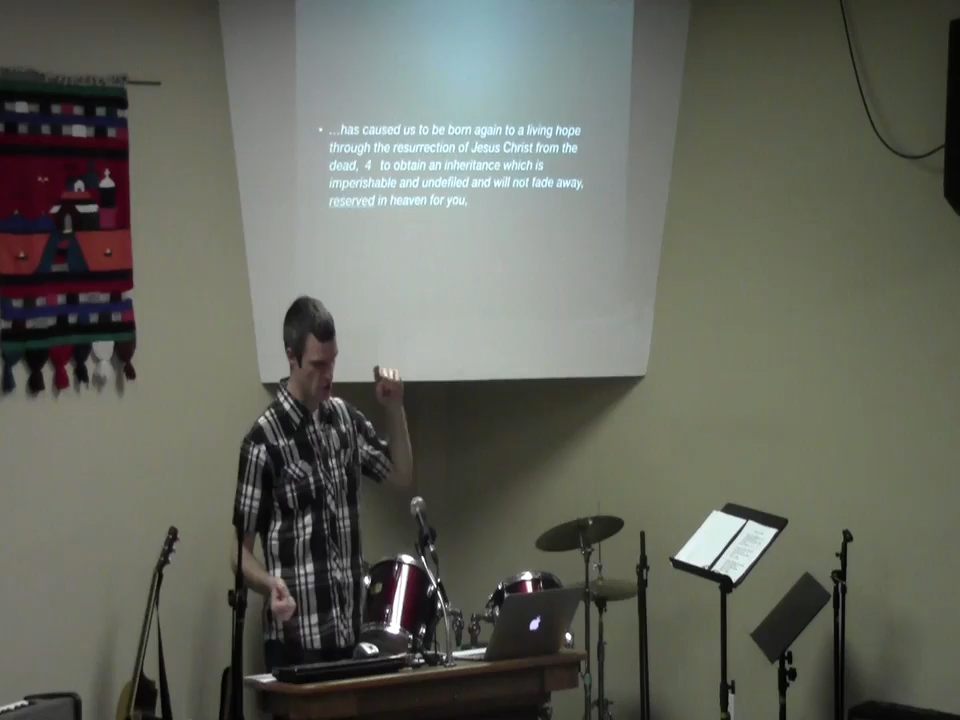 • ...has caused us to be born again to a living hope
through the resurrection of Jesus Christ from the
dead, 4 to obtain an inheritance which is
imperishable and undefiled and will not fade away,
reserved in heaven for you,